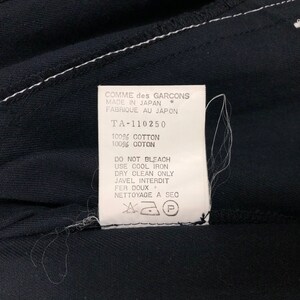 COMME des GARCONS
MADE IN JAPAN
FABRIQUE AU JAPON
TA-110250
100% COTTON
100% COTON
DO NOT BLEACH
USE COOL IRON
DRY CLEAN ONLY
JAVEL INTERDIT
FER DOUX
NETTOYAGE A SEC
P